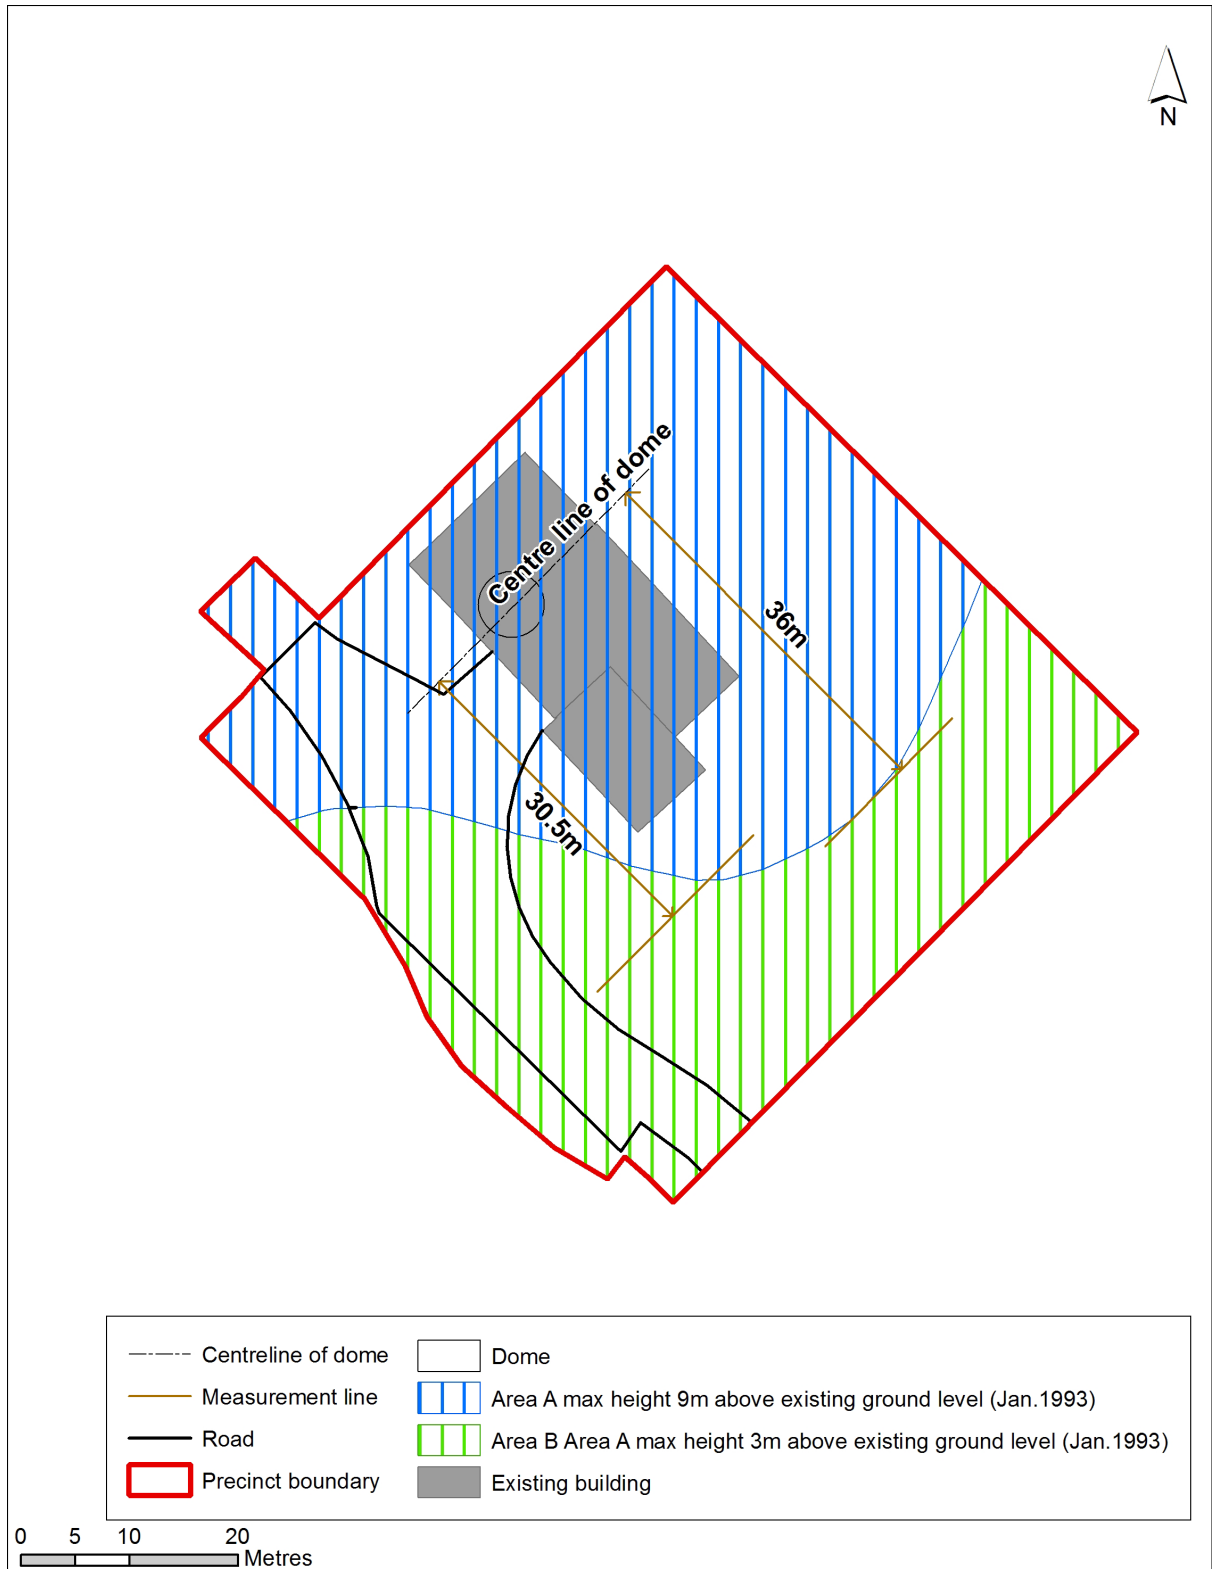 N
Centre line of dome
36m
30.5m
Centreline of dome
Measurement line
Road
Precinct boundary
Dome
Area A max height 9m above existing ground level (Jan.1993)
Area B Area A max height 3m above existing ground level (Jan.1993)
Existing building
0 5 10 20
Metres